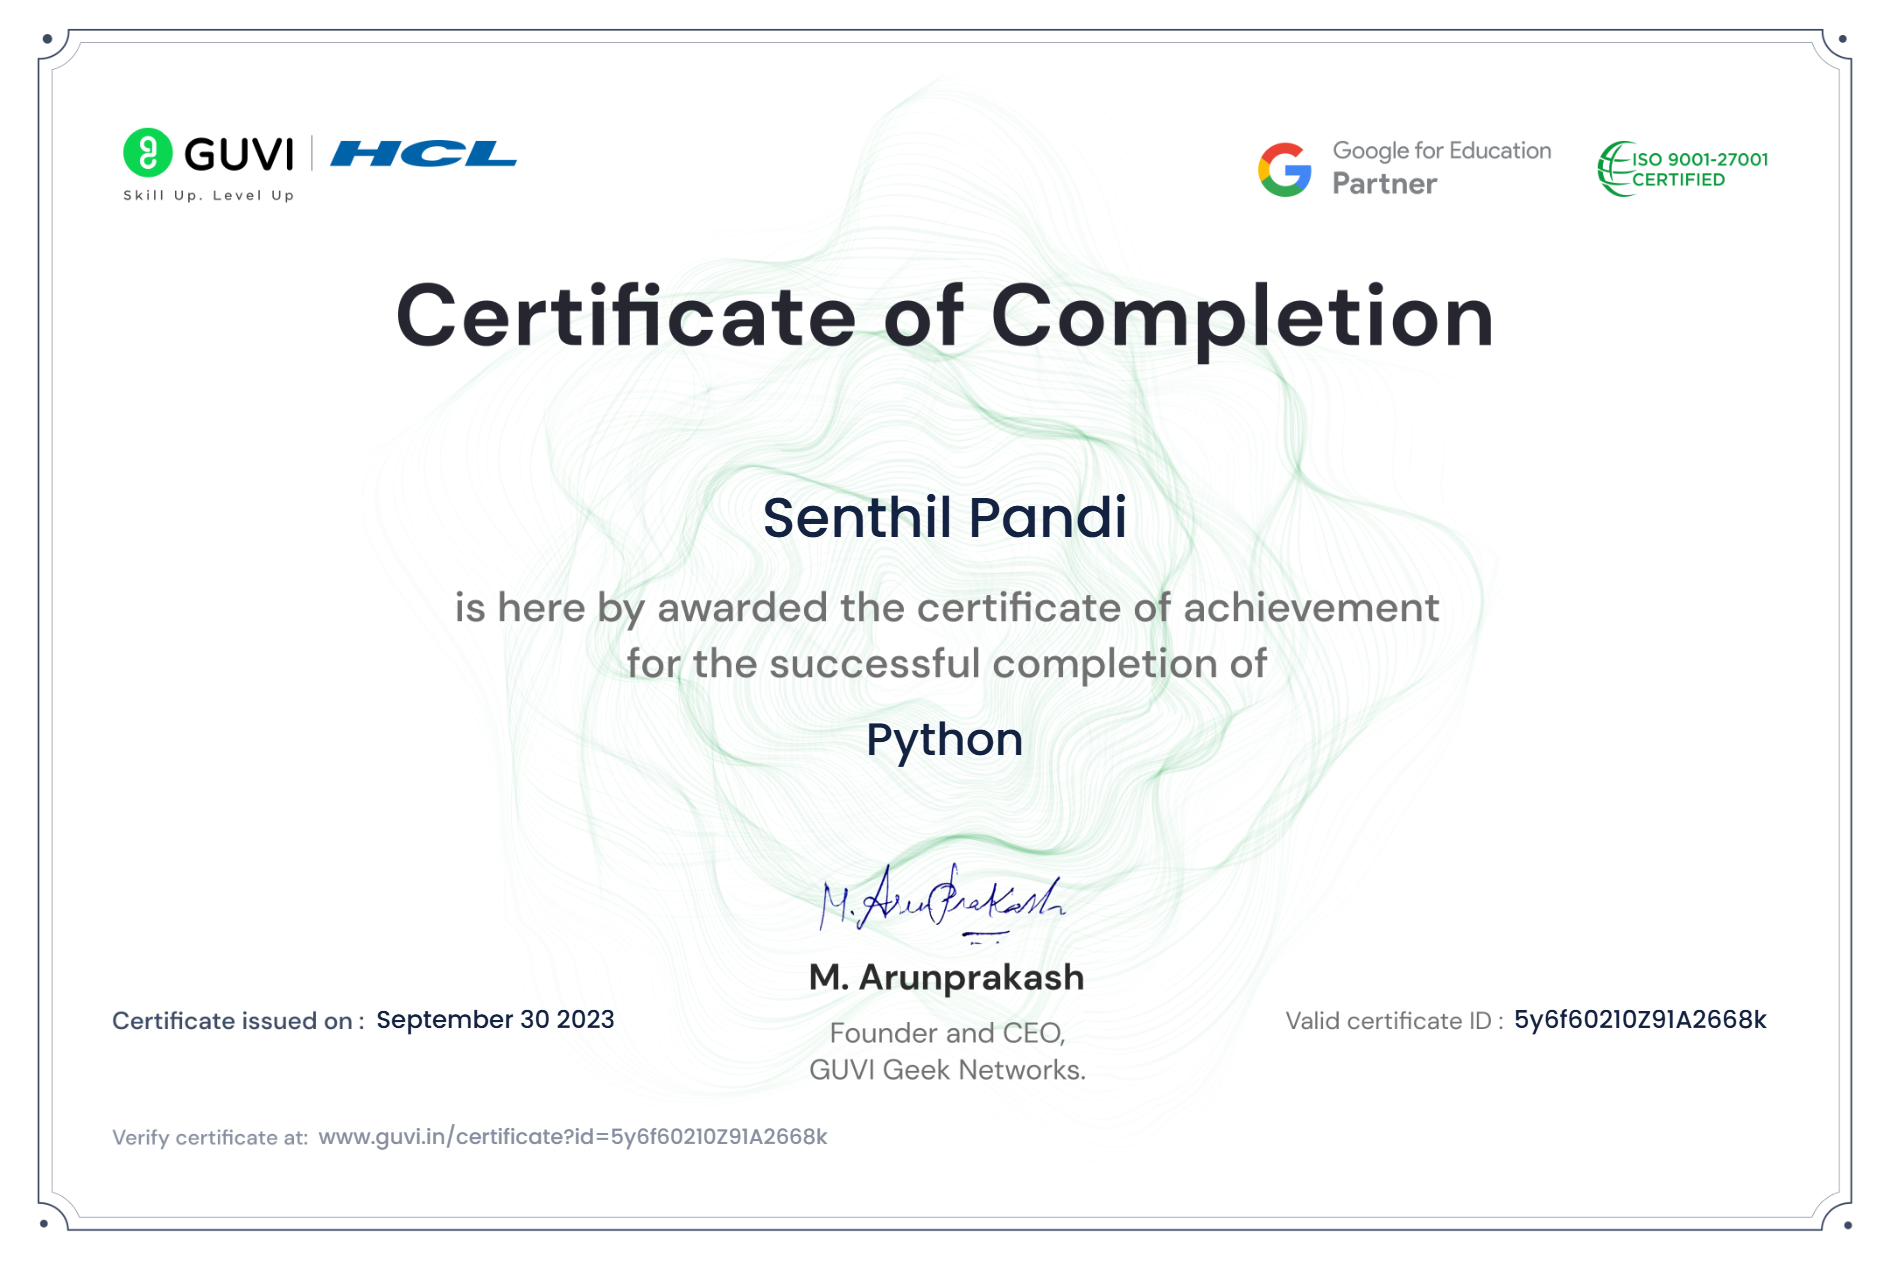 GUVI HCL
Skill Up. Level Up
Google for Education
Partner
ISO 9001-27001
CERTIFIED
Certificate of Completion
Senthil Pandi
is here by awarded the certificate of achievement
for the successful completion of
Python
M. ArunPrakash
M. Arunprakash
Founder and CEO,
GUVI Geek Networks.
Certificate issued on : September 30 2023
Valid certificate ID : 5y6f60210Z91A2668k
Verify certificate at: www.guvi.in/certificate?id=5y6f60210Z91A2668k